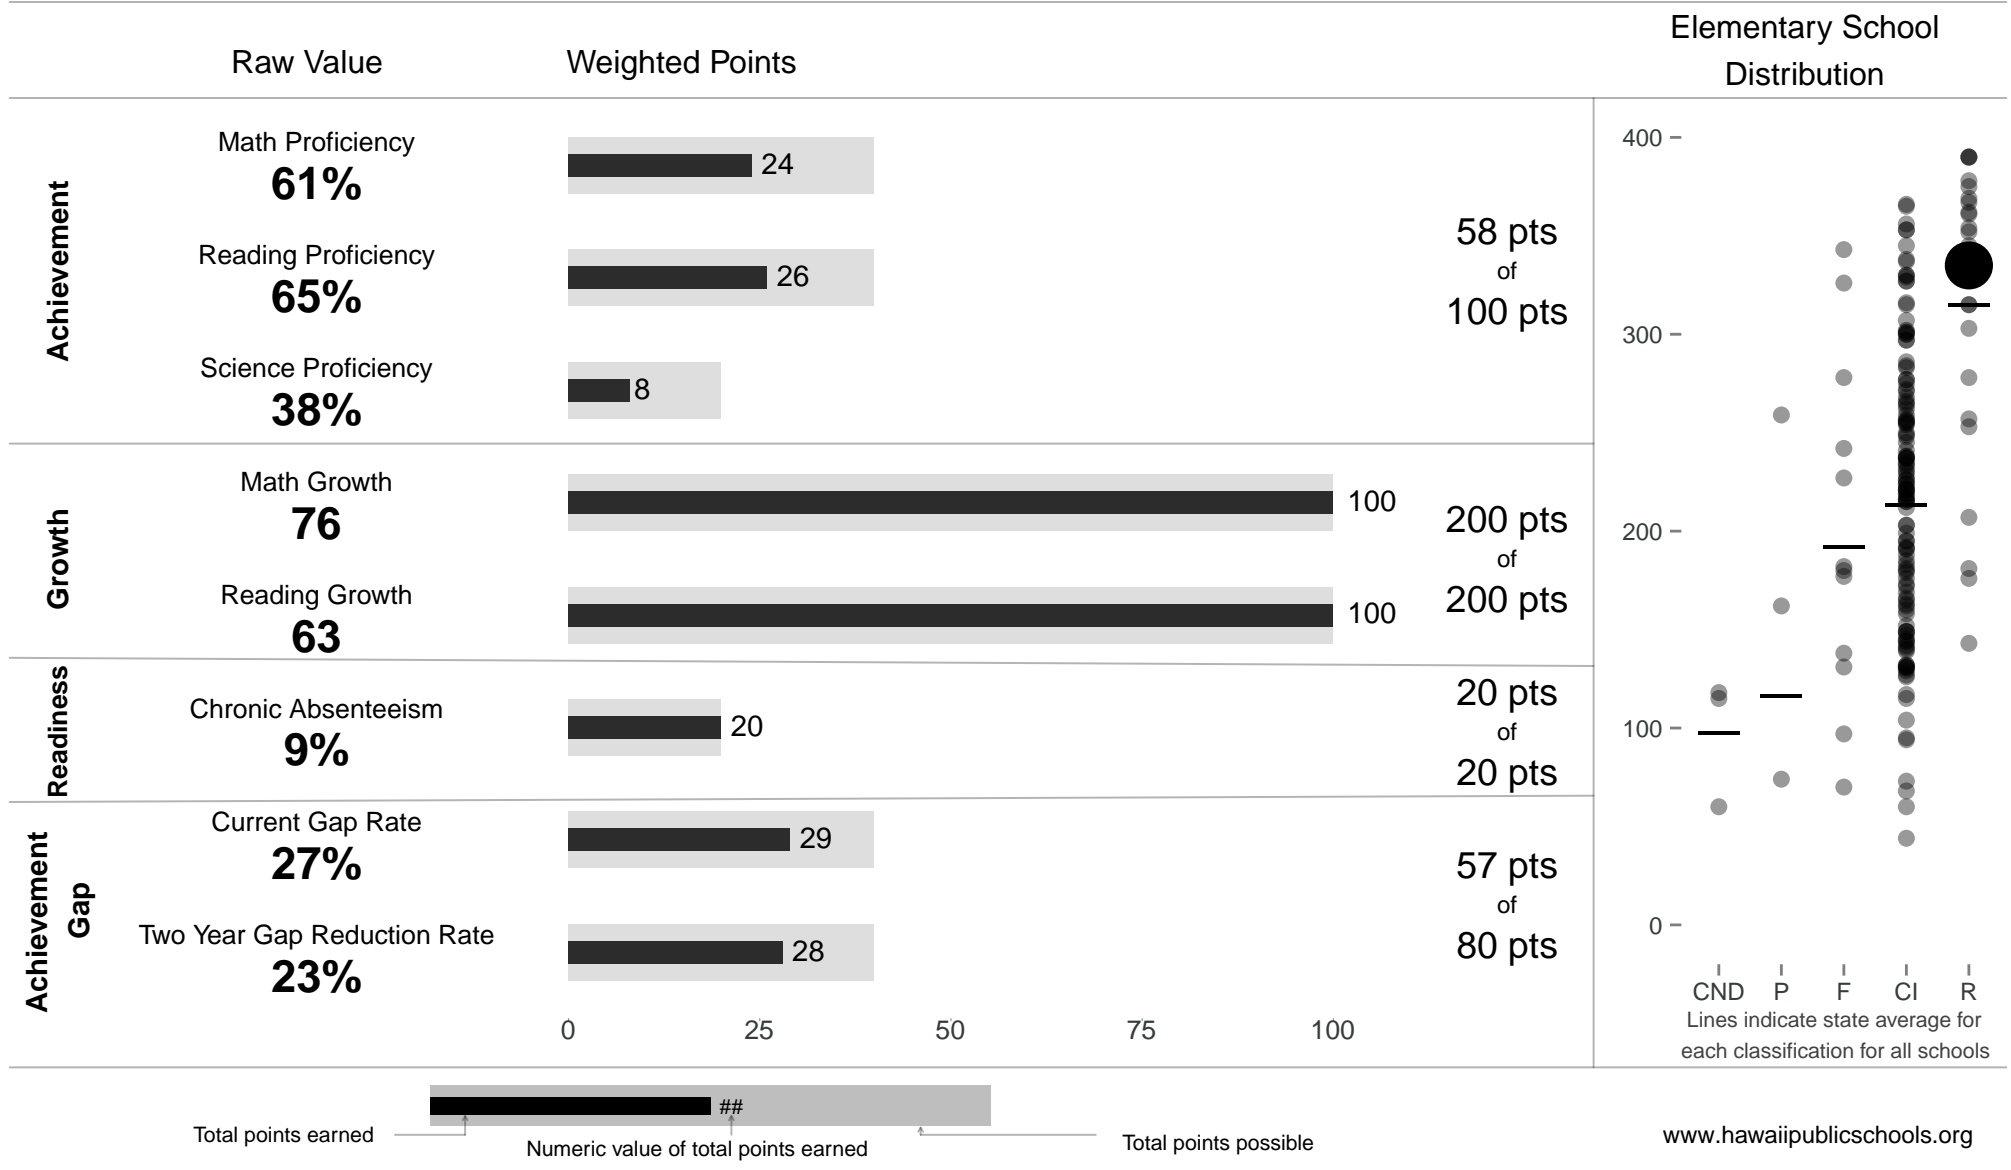 Raw Value
Weighted Points
Elementary School
Distribution
Achievement
Math Proficiency
61%
24
Reading Proficiency
65%
26
Science Proficiency
38%
8
58 pts
of
100 pts
Growth
Math Growth
76
100
Reading Growth
63
100
200 pts
of
200 pts
Readiness
Chronic Absenteeism
9%
20
20 pts
of
20 pts
Achievement
Gap
Current Gap Rate
27%
29
Two Year Gap Reduction Rate
23%
28
57 pts
of
80 pts
0 25 50 75 100
400
300
200
100
0
CND P F CI R
Lines indicate state average for
each classification for all schools
##
Total points earned
Numeric value of total points earned
Total points possible
www.hawaiipublicschools.org